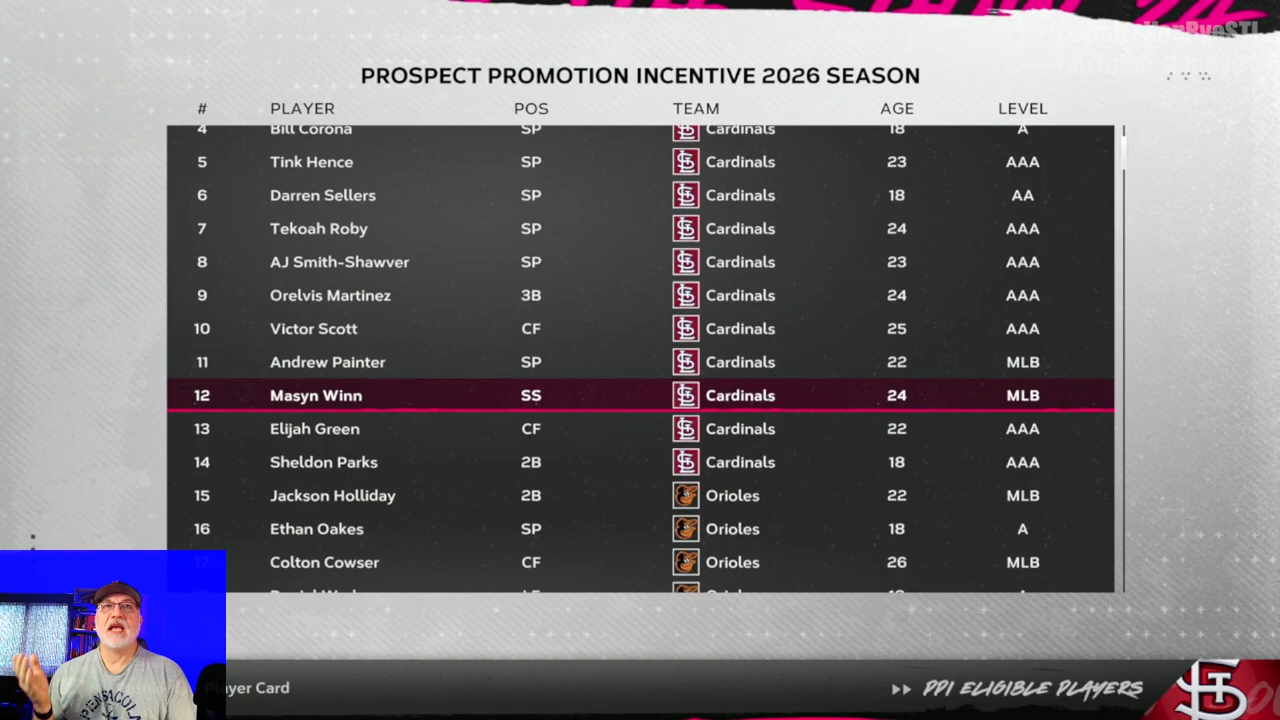 PROSPECT PROMOTION INCENTIVE 2026 SEASON
# PLAYER POS TEAM AGE LEVEL
4 Bill Corona SP Cardinals 18 A
5 Tink Hence SP Cardinals 23 AAA
6 Darren Sellers SP Cardinals 18 AA
7 Tekoah Roby SP Cardinals 24 AAA
8 AJ Smith-Shawver SP Cardinals 23 AAA
9 Orelvis Martinez 3B Cardinals 24 AAA
10 Victor Scott CF Cardinals 25 AAA
11 Andrew Painter SP Cardinals 22 MLB
12 Masyn Winn SS Cardinals 24 MLB
13 Elijah Green CF Cardinals 22 AAA
14 Sheldon Parks 2B Cardinals 18 AAA
15 Jackson Holliday 2B Orioles 22 MLB
16 Ethan Oakes SP Orioles 18 A
17 Colton Cowser CF Orioles 26 MLB
Player Card
PPI ELIGIBLE PLAYERS